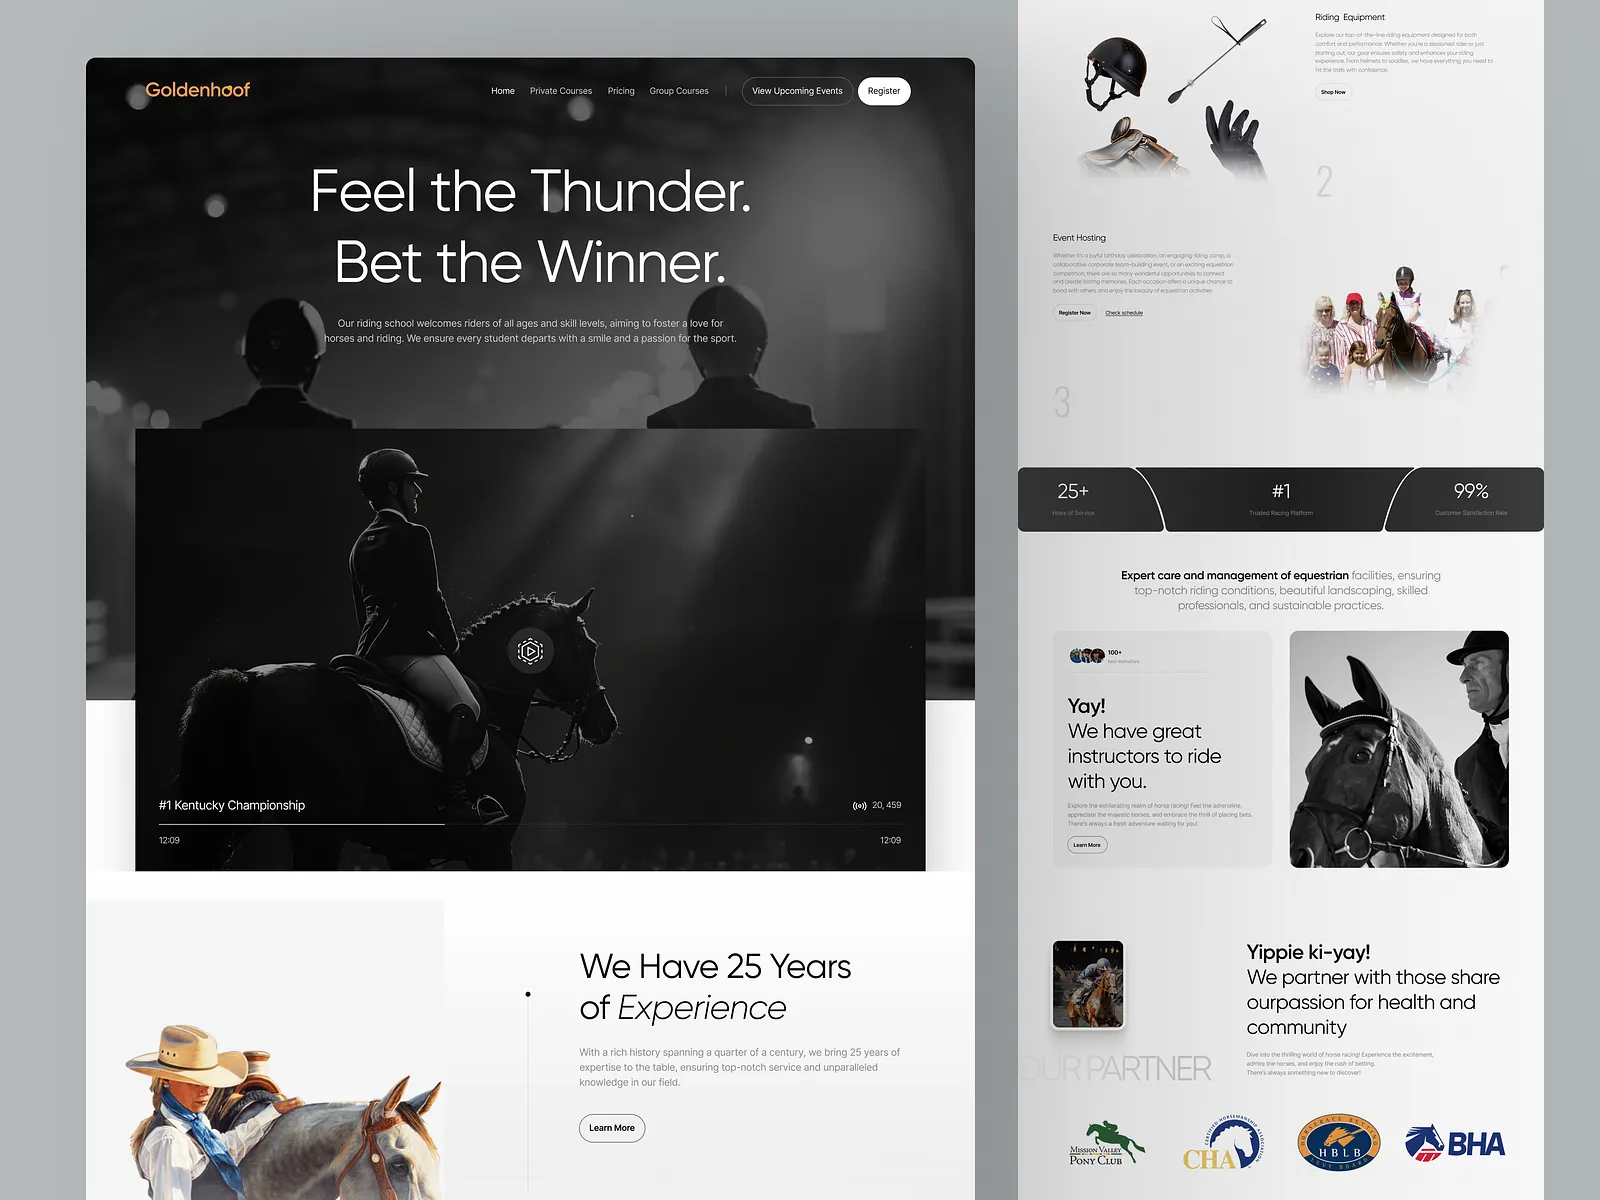 Goldenhoof
Home
Private Courses
Pricing
Group Courses
View Upcoming Events
Register
Feel the Thunder.
Bet the Winner.
Our riding school welcomes riders of all ages and skill levels, aiming to foster a love for
horses and riding. We ensure every student departs with a smile and a passion for the sport.
#1 Kentucky Championship
20, 459
12:09
12:09
We Have 25 Years
of Experience
With a rich history spanning a quarter of a century, we bring 25 years of
expertise to the table, ensuring top-notch service and unparalleled
knowledge in our field.
Learn More
Riding Equipment
Explore our top-of-the-line riding equipment designed for both
comfort and performance. Whether you're a seasoned rider or just
starting out, our gear ensures safety and enhances your riding
experience. From helmets to saddles, we have everything you need to
hit the trails with confidence.
Shop Now
2
Event Hosting
Whether it's a joyful birthday celebration, an engaging riding camp, a
collaborative corporate team-building event, or an exciting equestrian
competition, there are so many wonderful opportunities to connect
and create lasting memories. Each occasion offers a unique chance to
bond with others and enjoy the beauty of equestrian activities.
Register Now
Check schedule
3
25+
Years of Service
#1
Trusted Racing Platform
99%
Customer Satisfaction Rate
Expert care and management of equestrian facilities, ensuring
top-notch riding conditions, beautiful landscaping, skilled
professionals, and sustainable practices.
100+
Best Instructors
Yay!
We have great
instructors to ride
with you.
Explore the exhilarating realm of horse racing! Feel the adrenaline,
appreciate the majestic horses, and embrace the thrill of placing bets.
There's always a fresh adventure waiting for you!
Learn More
Yippie ki-yay!
We partner with those share
ourpassion for health and
community
Dive into the thrilling world of horse racing! Experience the excitement,
admire the horses, and enjoy the rush of betting.
There's always something new to discover!
OUR PARTNER
MISSION VALLEY
PONY CLUB
CERTIFIED HORSEMANSHIP ASSOCIATION
CHA
HORSERACE BETTING
HBLB
LEVY BOARD
BHA